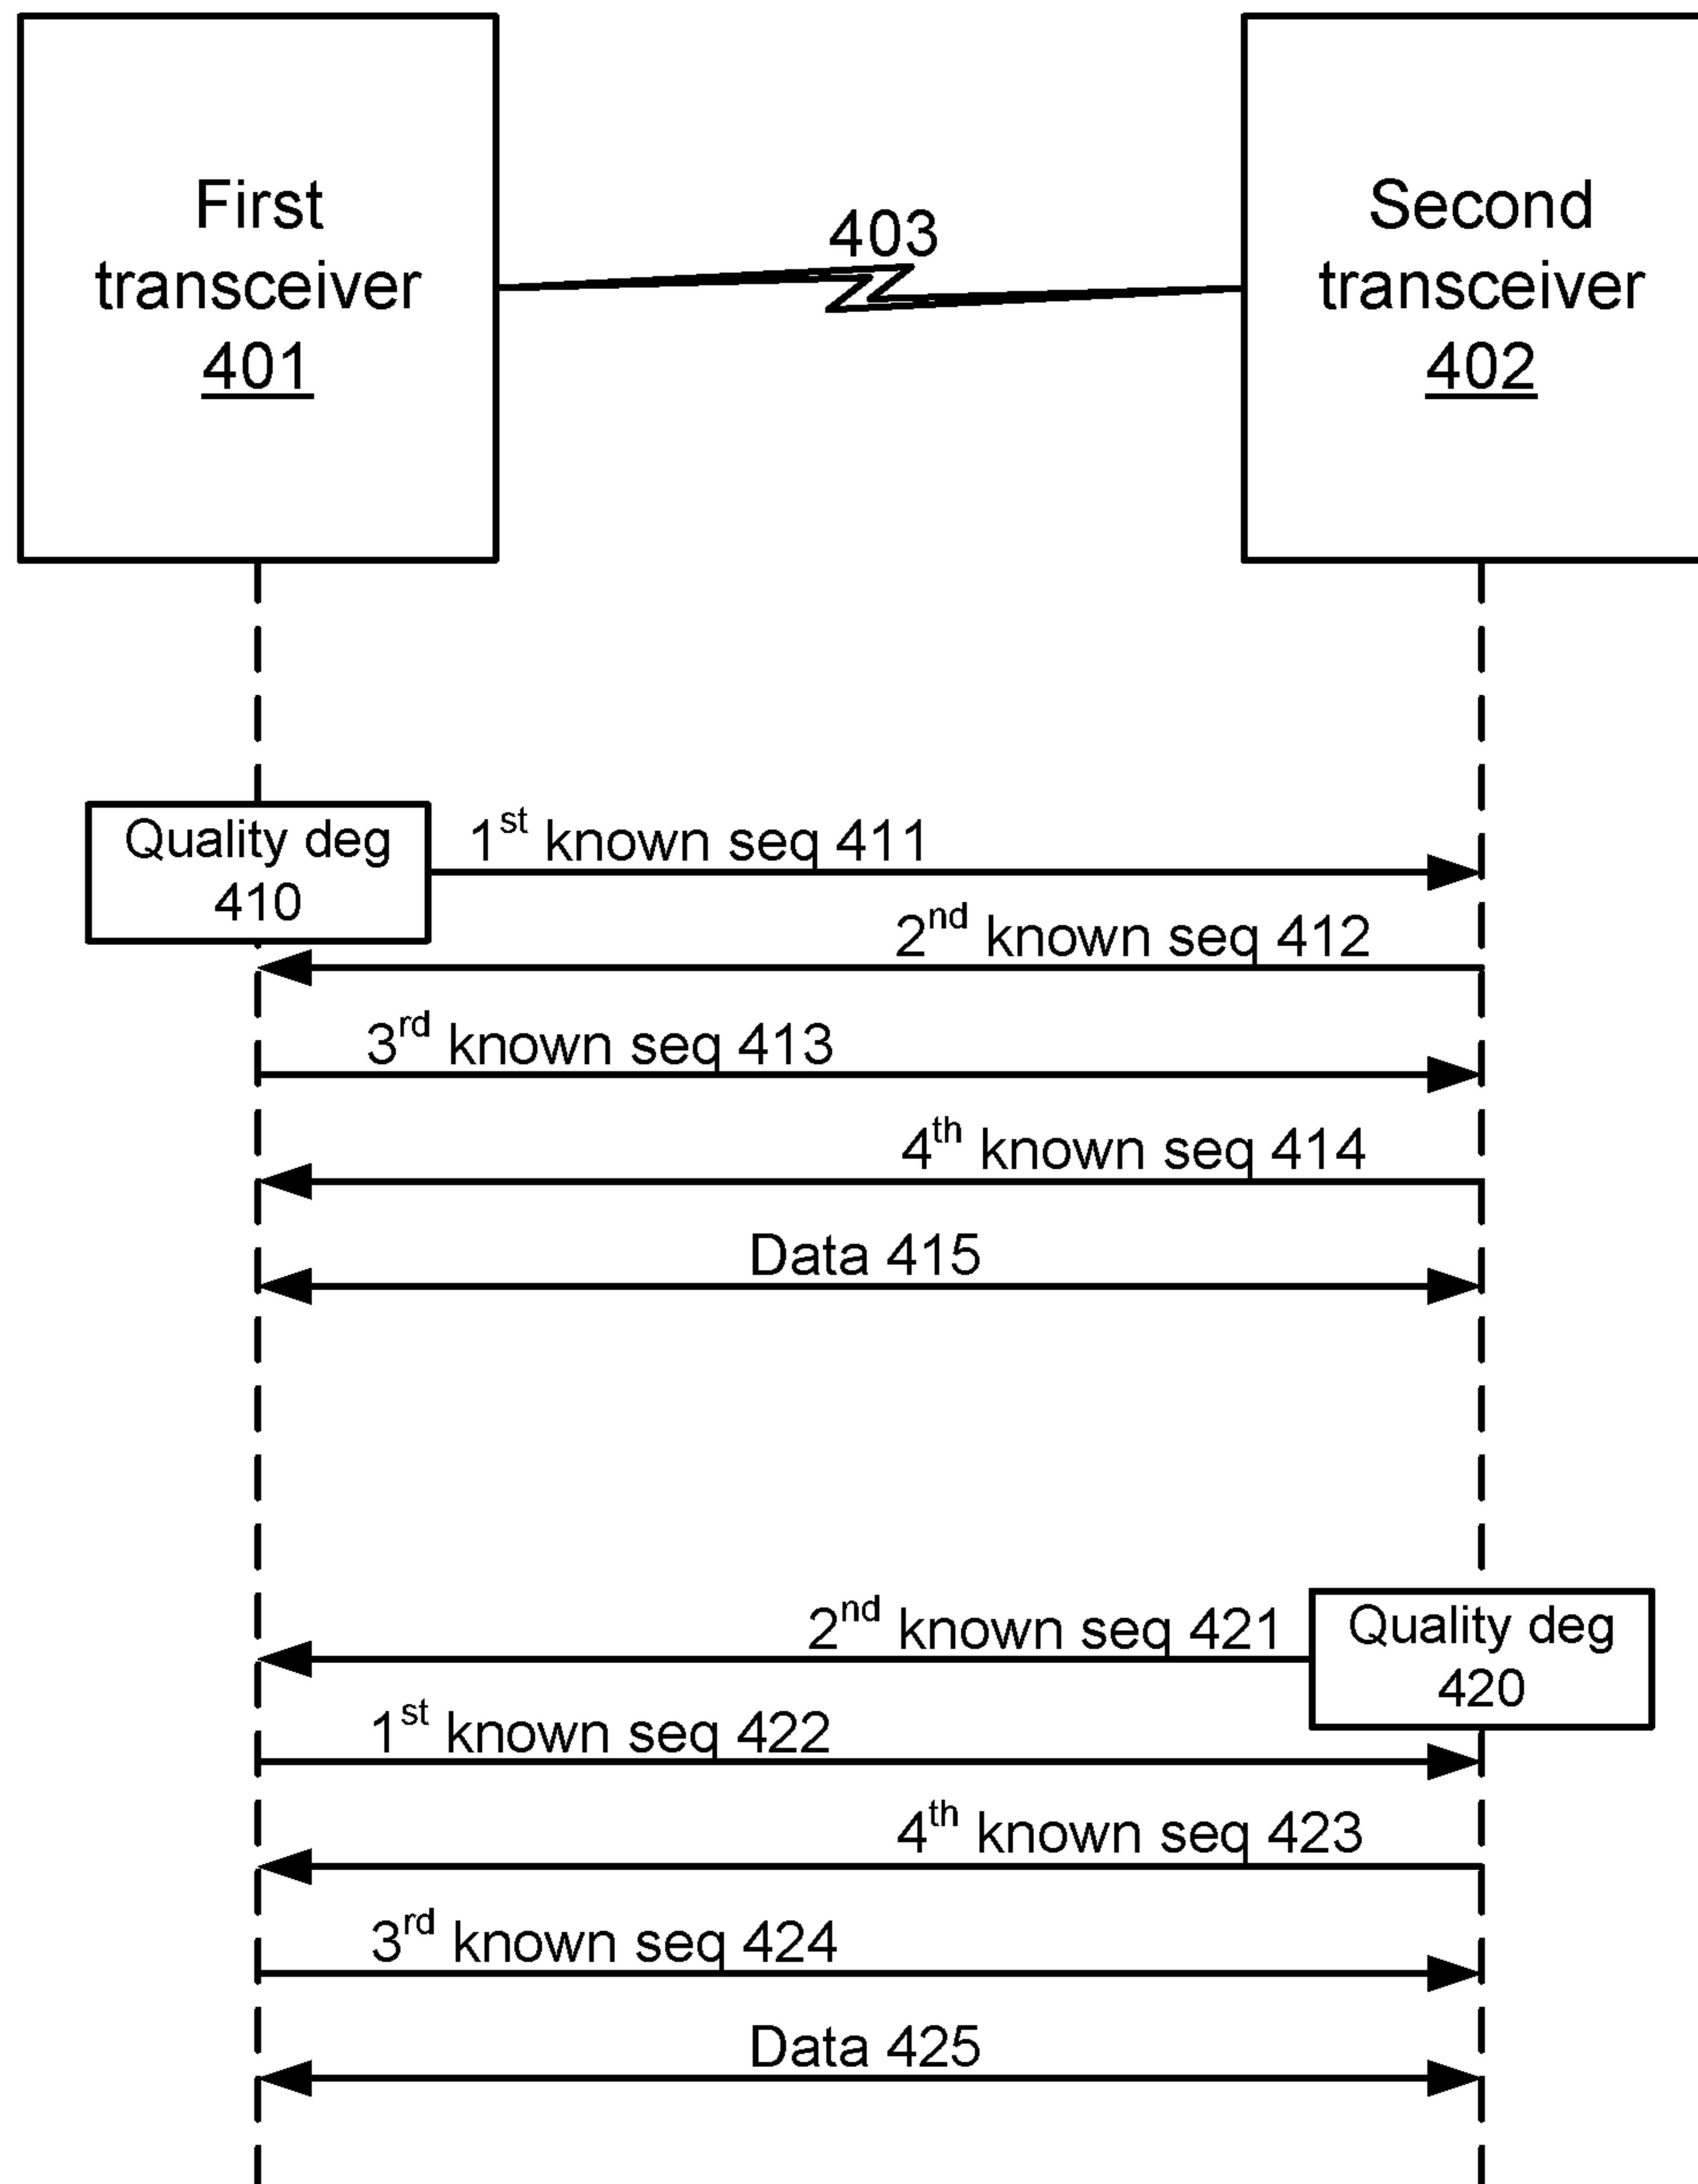 First
transceiver
401
403
Second
transceiver
402
Quality deg
410
1st known seq 411
2nd known seq 412
3rd known seq 413
4th known seq 414
Data 415
2nd known seq 421
Quality deg
420
1st known seq 422
4th known seq 423
3rd known seq 424
Data 425